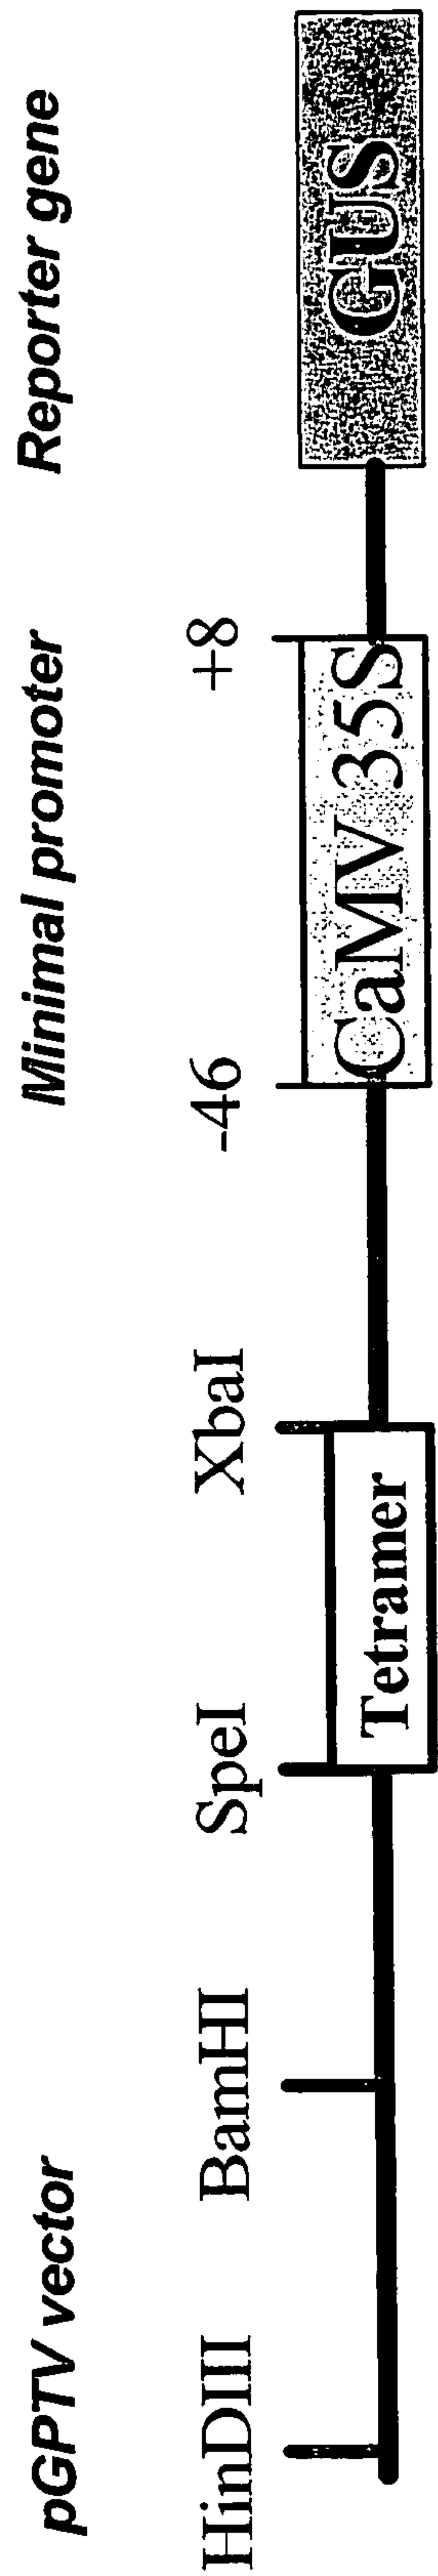 pGPTV vector
Minimal promoter
Reporter gene
HinDIII
BamHI
SpeI
XbaI
-46
+8
Tetramer
CaMV 35S
GUS